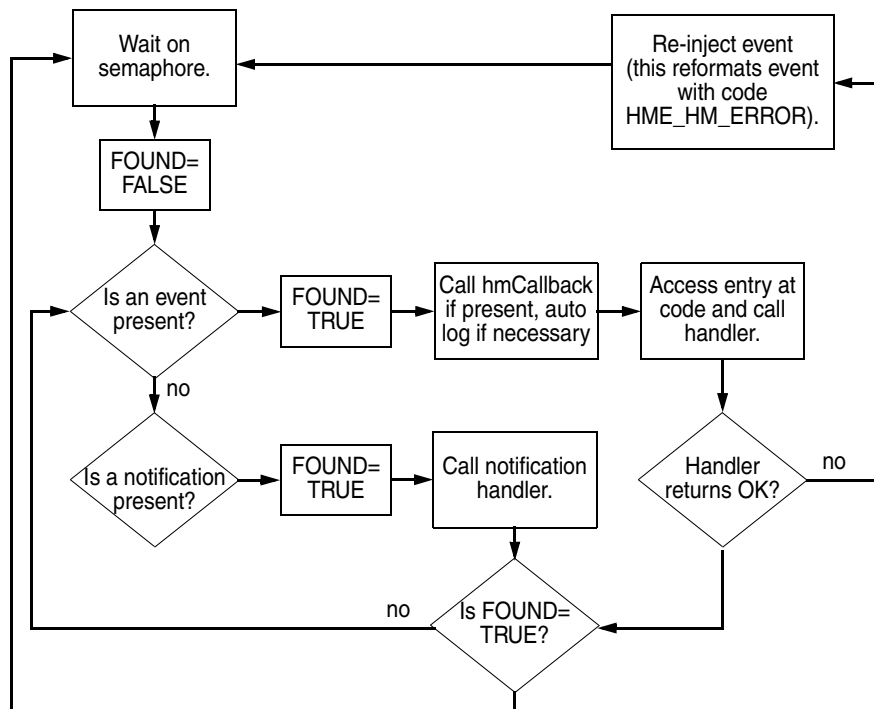 Wait on
semaphore.
Re-inject event
(this reformats event
with code
HME_HM_ERROR).
FOUND=
FALSE
Is an event
present?
FOUND=
TRUE
Call hmCallback
if present, auto
log if necessary
Access entry at
code and call
handler.
no
Is a notification
present?
FOUND=
TRUE
Call notification
handler.
Handler
returns OK?
no
no
Is FOUND=
TRUE?